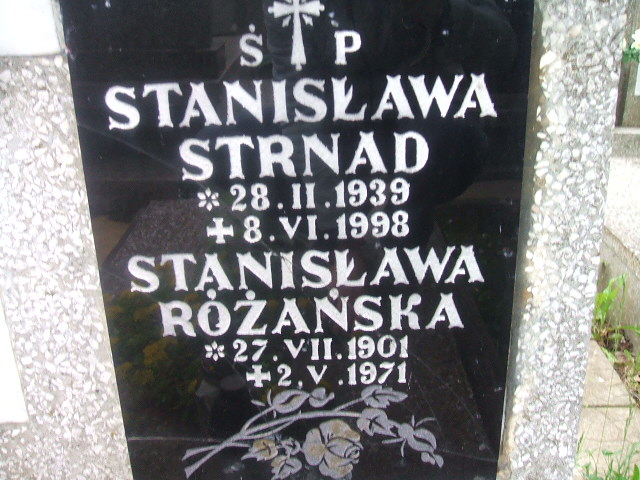 Ś P
STANISŁAWA
STRNAD
* 28.II.1939
+ 8.VI.1998
STANISŁAWA
RÓŻAŃSKA
* 27.VII.1901
+ 2.V.1971